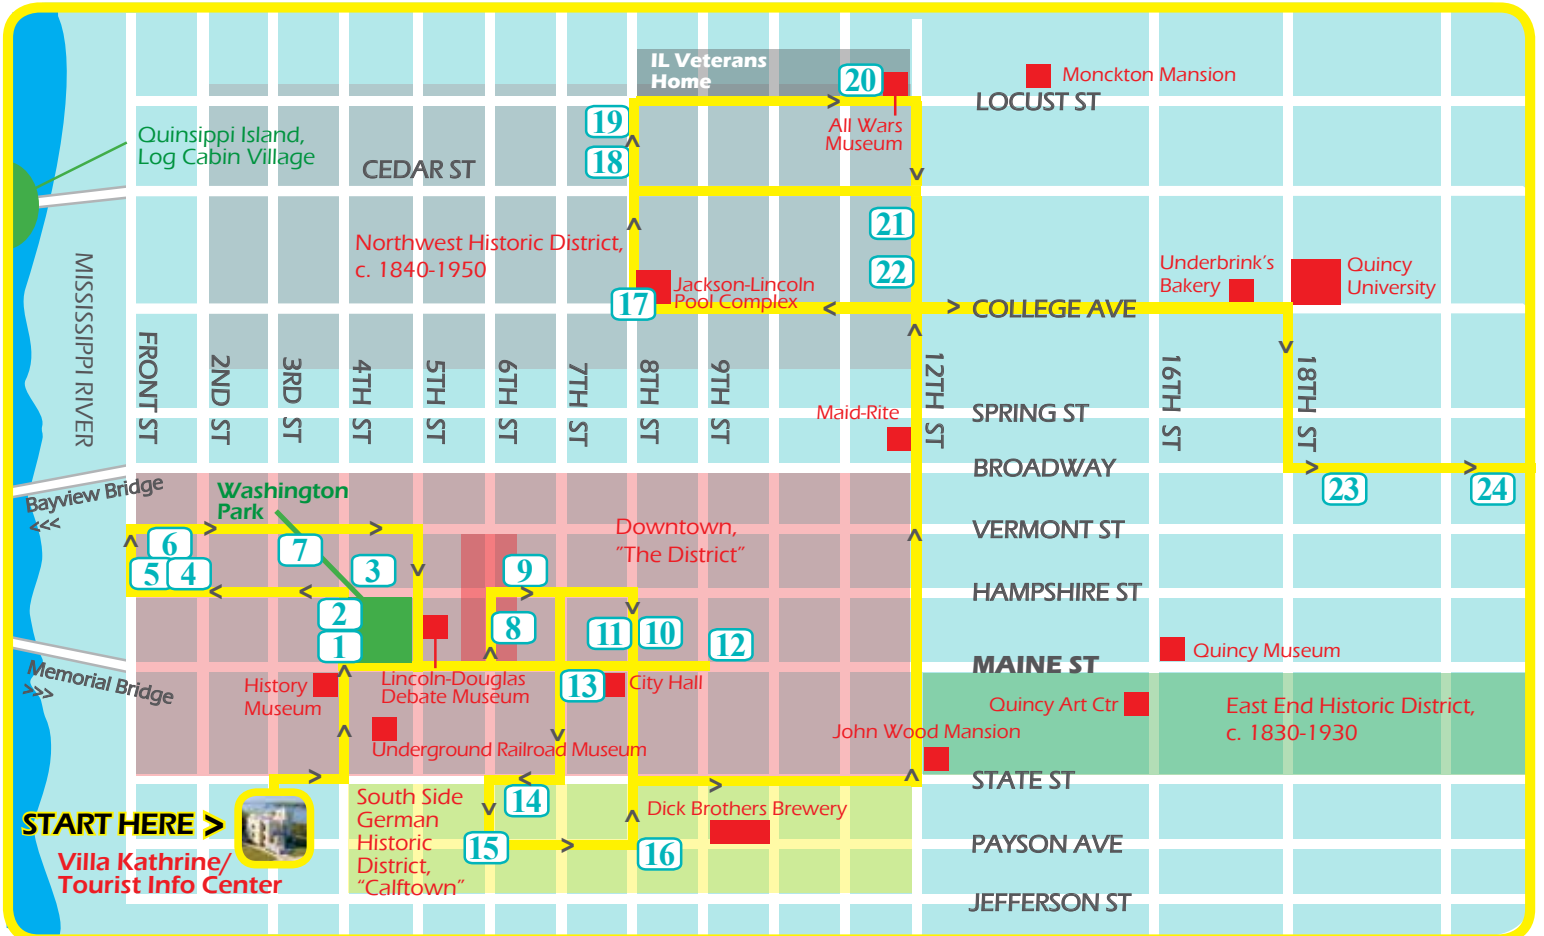 IL Veterans
Home
20
Monckton Mansion
LOCUST ST
19
18
All Wars
Museum
Quinsippi Island,
Log Cabin Village
CEDAR ST
21
22
Northwest Historic District,
c. 1840-1950
Jackson-Lincoln
Pool Complex
17
Underbrink's
Bakery
Quincy
University
COLLEGE AVE
MISSISSIPPI RIVER
FRONT ST
2ND ST
3RD ST
4TH ST
5TH ST
6TH ST
7TH ST
8TH ST
9TH ST
12TH ST
16TH ST
18TH ST
Maid-Rite
SPRING ST
BROADWAY
23
24
Bayview Bridge
<<<
Washington
Park
Downtown,
"The District"
VERMONT ST
6
7
5
4
3
9
HAMPSHIRE ST
2
1
8
11
10
12
MAINE ST
Quincy Museum
Memorial Bridge
>>>
History
Museum
Lincoln-Douglas
Debate Museum
13
City Hall
Quincy Art Ctr
East End Historic District,
c. 1830-1930
Underground Railroad Museum
John Wood Mansion
STATE ST
START HERE >
Villa Kathrine/
Tourist Info Center
South Side
German
Historic
District,
"Calftown"
14
15
16
Dick Brothers Brewery
PAYSON AVE
JEFFERSON ST